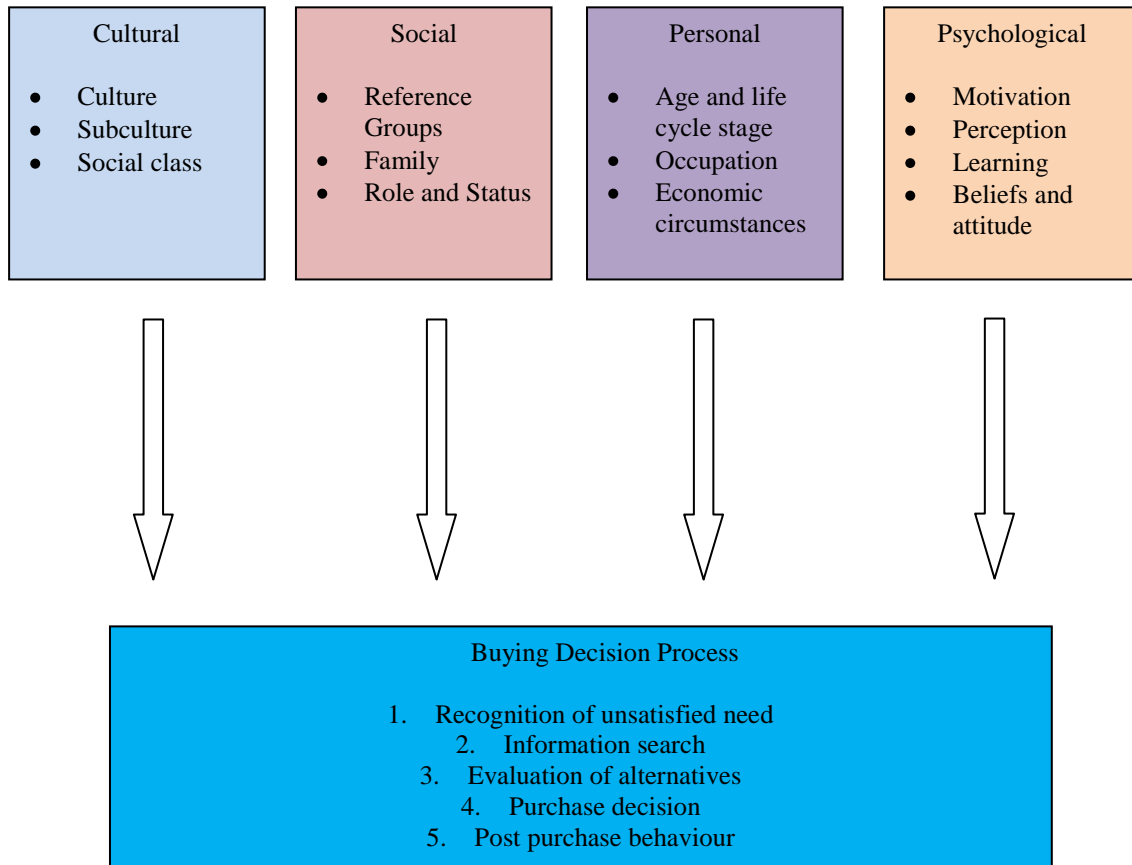 Cultural
• Culture
• Subculture
• Social class
Social
• Reference
Groups
• Family
• Role and Status
Personal
• Age and life
cycle stage
• Occupation
• Economic
circumstances
Psychological
• Motivation
• Perception
• Learning
• Beliefs and
attitude
Buying Decision Process
1. Recognition of unsatisfied need
2. Information search
3. Evaluation of alternatives
4. Purchase decision
5. Post purchase behaviour